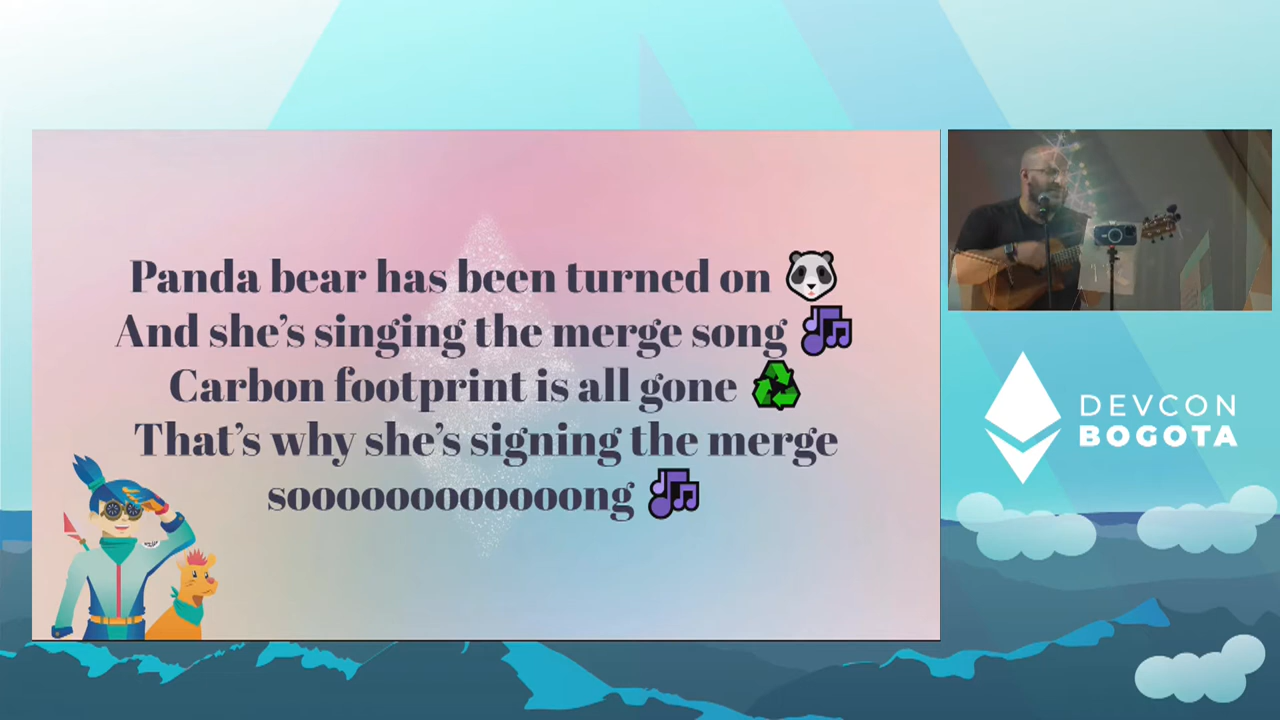 Panda bear has been turned on 🐼
And she's singing the merge song 🎶
Carbon footprint is all gone ♻
That's why she's signing the merge
sooooooooooooong 🎶
DEVCON
BOGOTA